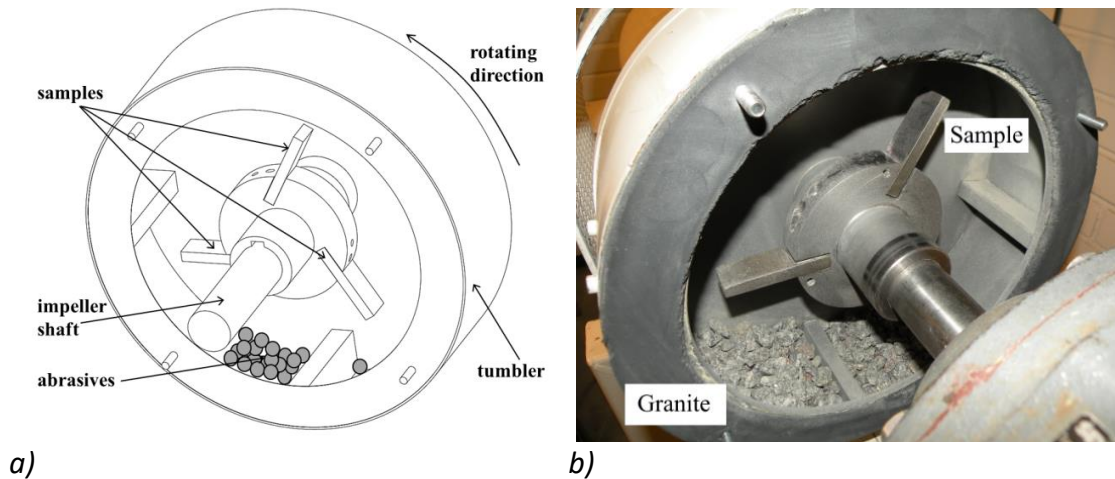 rotating
direction
samples
impeller
shaft
abrasives
tumbler
Sample
Granite
a)
b)